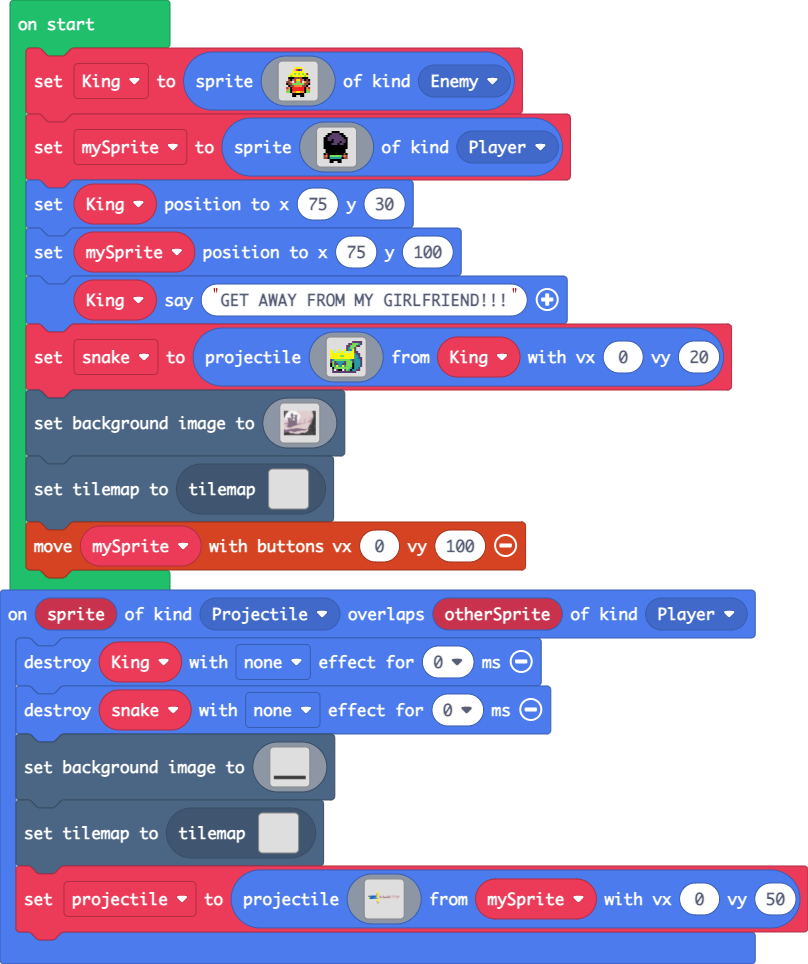 on start
set King to sprite of kind Enemy
set mySprite to sprite of kind Player
set King position to x 75 y 30
set mySprite position to x 75 y 100
King say "GET AWAY FROM MY GIRLFRIEND!!!"
set snake to projectile from King with vx 0 vy 20
set background image to
set tilemap to tilemap
move mySprite with buttons vx 0 vy 100
on sprite of kind Projectile overlaps otherSprite of kind Player
destroy King with none effect for 0 ms
destroy snake with none effect for 0 ms
set background image to
set tilemap to tilemap
set projectile to projectile from mySprite with vx 0 vy 50